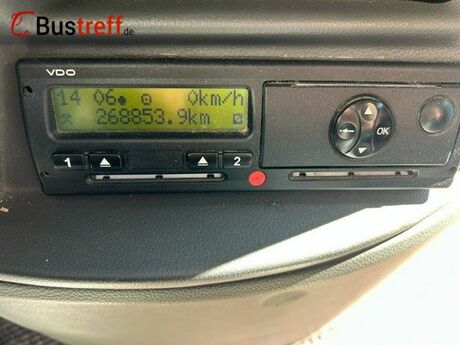 Bustreff.de
VDO
14 06 0km/h
268853.9km
1 2
OK